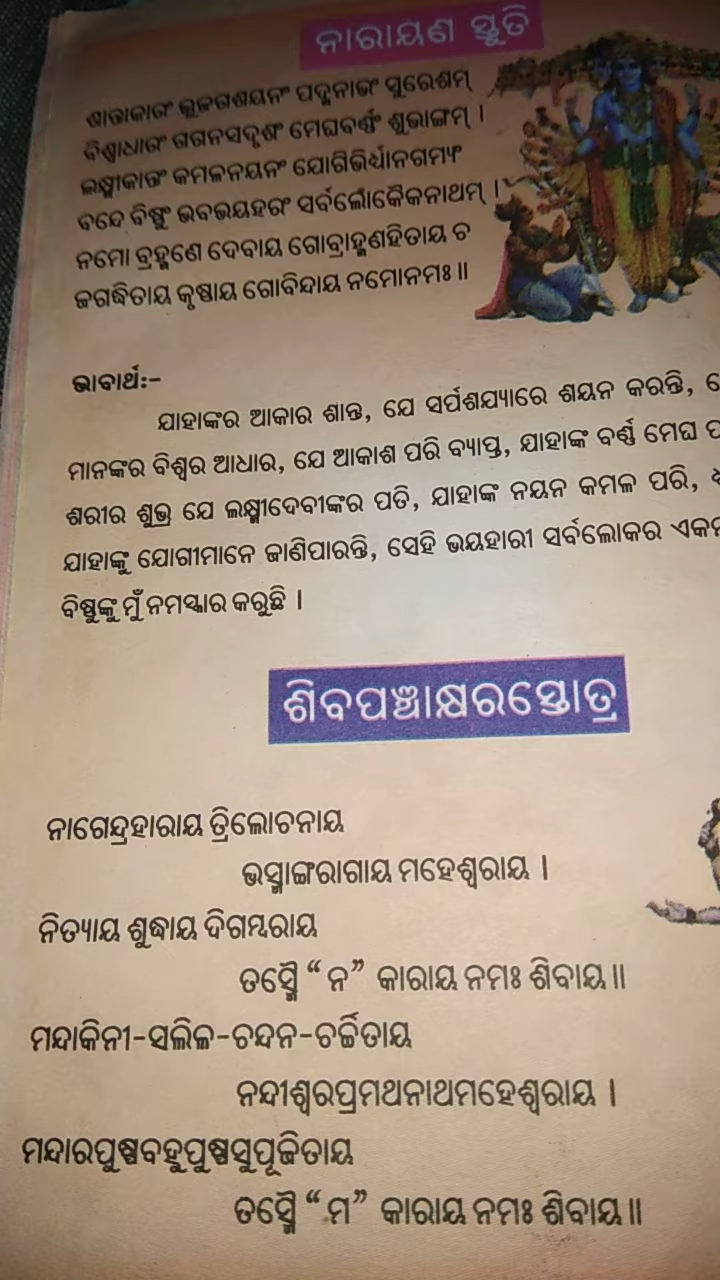 ନାରାୟଣ ସ୍ତୁତି
ଶାନ୍ତାକାରଂ ଭୁଜଗଶୟନଂ ପଦ୍ମନାଭଂ ସୁରେଶମ୍
ବିଶ୍ଵାଧାରଂ ଗଗନସଦୃଶଂ ମେଘବର୍ଣ୍ଣଂ ଶୁଭାଙ୍ଗମ୍ ।
ଲକ୍ଷ୍ମୀକାନ୍ତଂ କମଳନୟନଂ ଯୋଗିଭିର୍ଧ୍ୟାନଗମ୍ୟଂ
ବନ୍ଦେ ବିଷ୍ଣୁଂ ଭବଭୟହରଂ ସର୍ବଲୌକୈକନାଥମ୍ ।
ନମୋ ବ୍ରହ୍ମଣେ ଦେବାୟ ଗୋବ୍ରାହ୍ମଣହିତାୟ ଚ
ଜଗଦ୍ଧିତାୟ କୃଷ୍ଣାୟ ଗୋବିନ୍ଦାୟ ନମୋନମଃ ॥
ଭାବାର୍ଥ:-
ଯାହାଙ୍କର ଆକାର ଶାନ୍ତ, ଯେ ସର୍ପଶଯ୍ୟାରେ ଶୟନ କରନ୍ତି,
ମାନଙ୍କର ବିଶ୍ୱର ଆଧାର, ଯେ ଆକାଶ ପରି ବ୍ୟାପ୍ତ, ଯାହାଙ୍କ ବର୍ଣ୍ଣ ମେଘ
ଶରୀର ଶୁଭ୍ର ଯେ ଲକ୍ଷ୍ମୀଦେବୀଙ୍କର ପତି, ଯାହାଙ୍କ ନୟନ କମଳ ପରି,
ଯାହାଙ୍କୁ ଯୋଗୀମାନେ ଜାଣିପାରନ୍ତି, ସେହି ଭୟହାରୀ ସର୍ବଲୋକର
ବିଷ୍ଣୁଙ୍କୁ ମୁଁ ନମସ୍କାର କରୁଛି ।
ଶିବପଞ୍ଚାକ୍ଷରସ୍ତୋତ୍ର
ନାଗେନ୍ଦ୍ରହାରାୟ ତ୍ରିଲୋଚନାୟ
ଭସ୍ମାଙ୍ଗରାଗାୟ ମହେଶ୍ୱରାୟ ।
ନିତ୍ୟାୟ ଶୁଦ୍ଧାୟ ଦିଗମ୍ବରାୟ
ତସ୍ମୈ “ ନ” କାରାୟ ନମଃ ଶିବାୟ ॥
ମନ୍ଦାକିନୀ-ସଲିଳ-ଚନ୍ଦନ-ଚର୍ଚ୍ଚିତାୟ
ନନ୍ଦୀଶ୍ୱରପ୍ରମଥନାଥମହେଶ୍ୱରାୟ ।
ମନ୍ଦାରପୁଷ୍ପବହୁପୁଷ୍ପସୁପୂଜିତାୟ
ତସ୍ମୈ “ ମ” କାରାୟ ନମଃ ଶିବାୟ ॥